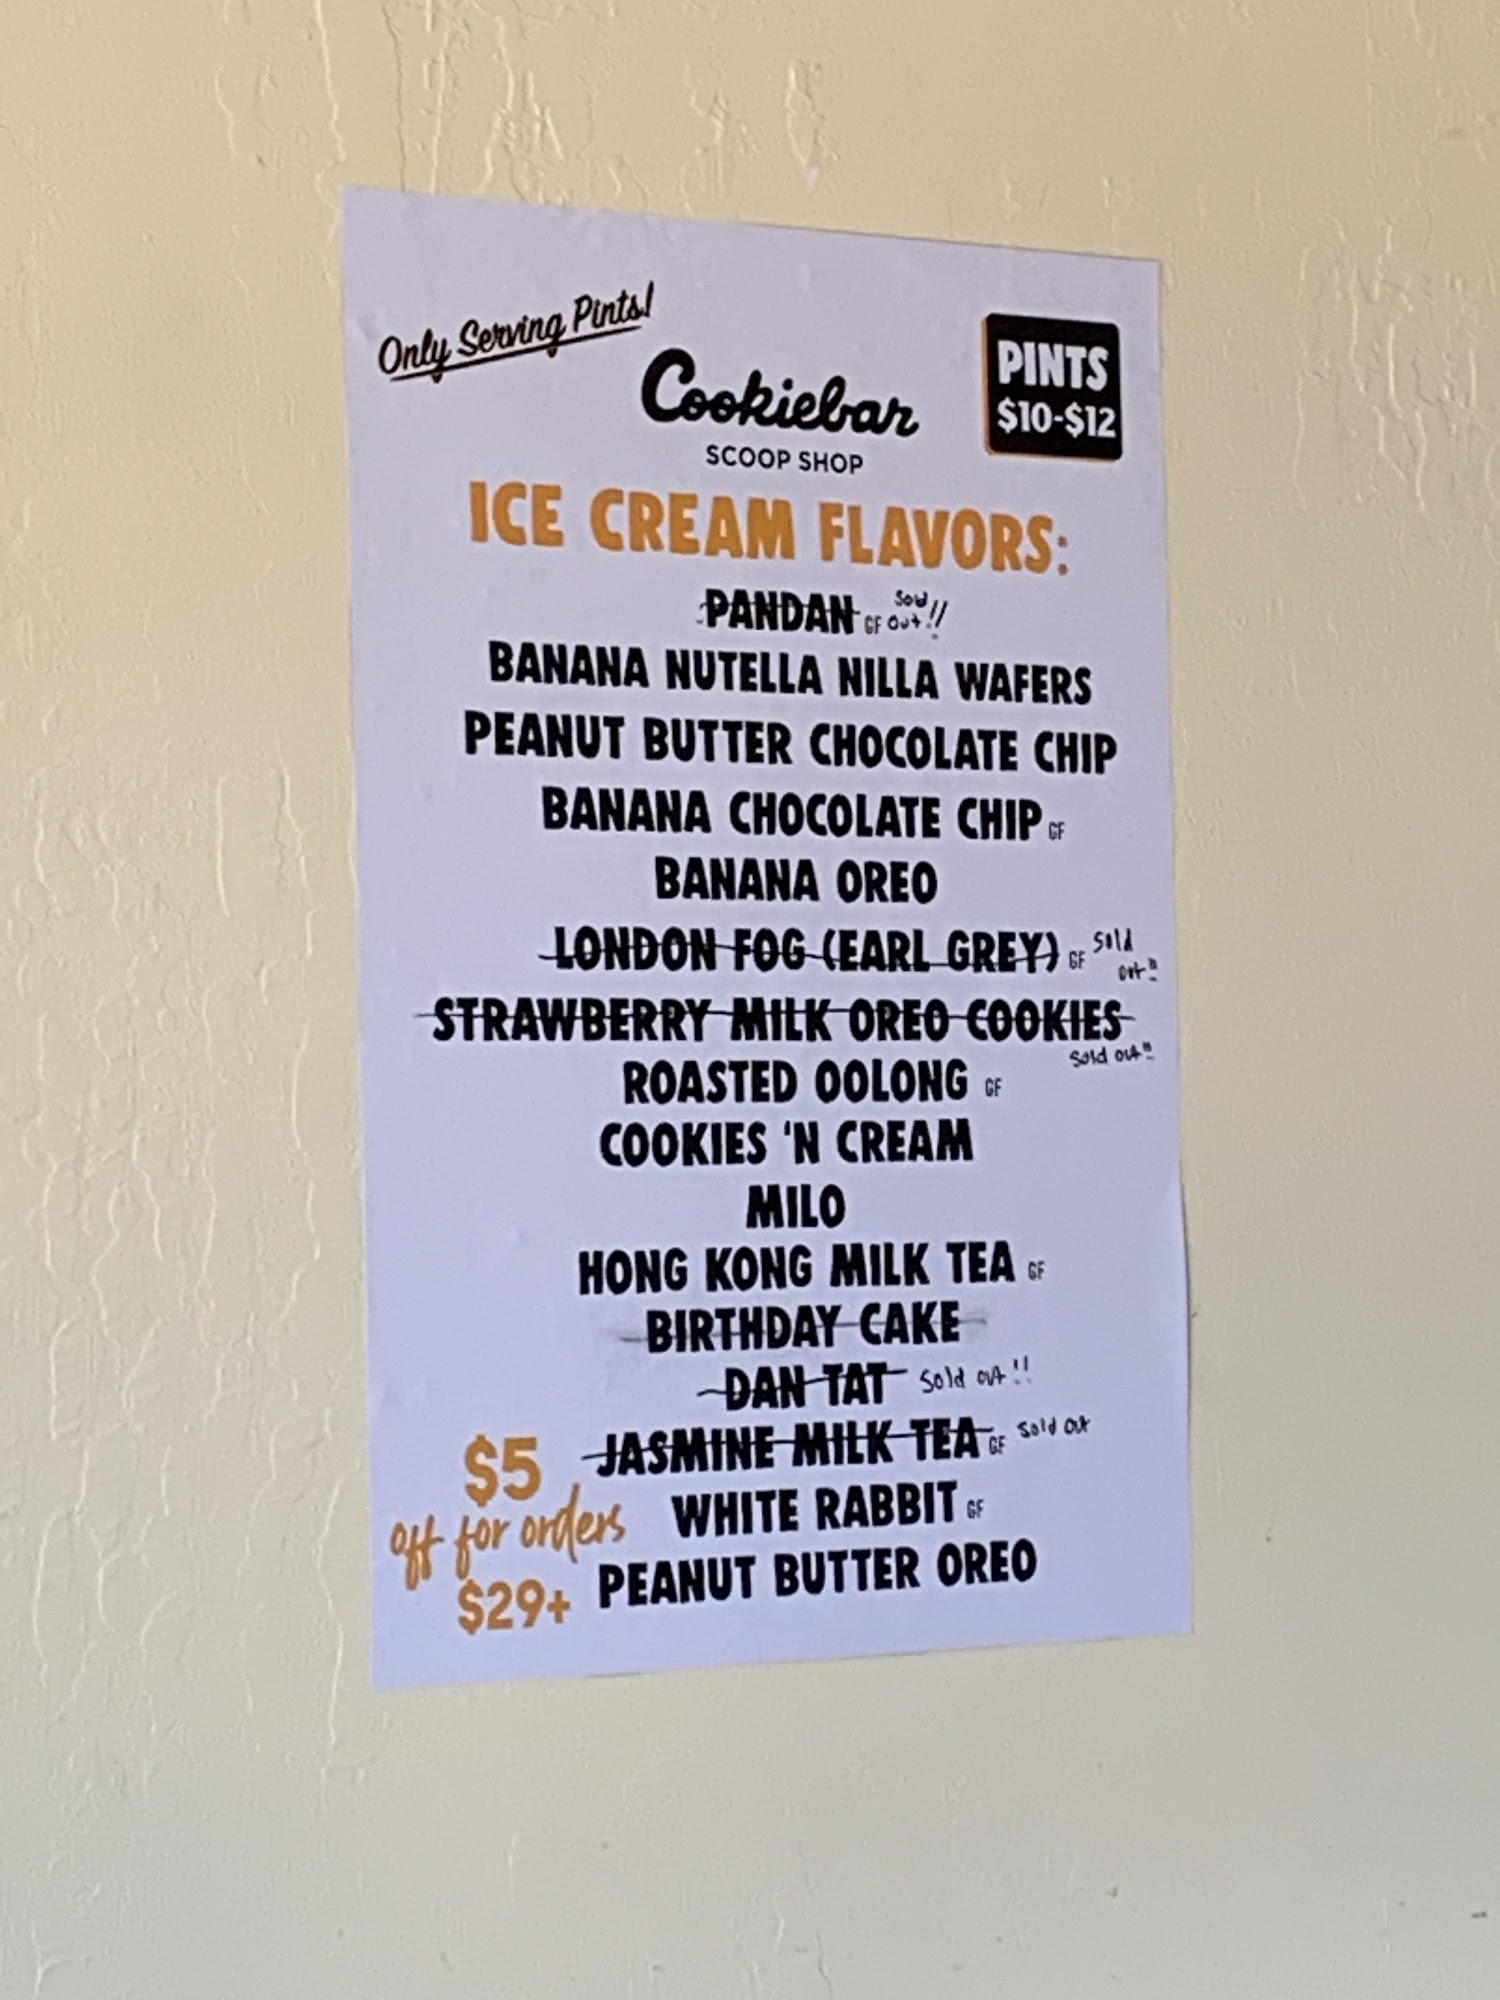 Only Serving Pints!
PINTS
$10-$12
Cookiebar
SCOOP SHOP
ICE CREAM FLAVORS:
PANDAN GF Sold Out!!
BANANA NUTELLA NILLA WAFERS
PEANUT BUTTER CHOCOLATE CHIP
BANANA CHOCOLATE CHIP GF
BANANA OREO
LONDON FOG (EARL GREY) GF Sold out!!
STRAWBERRY MILK OREO COOKIES
Sold out!!
ROASTED OOLONG GF
COOKIES 'N CREAM
MILO
HONG KONG MILK TEA GF
BIRTHDAY CAKE
DAN TAT Sold out!!
JASMINE MILK TEA GF Sold out
WHITE RABBIT GF
PEANUT BUTTER OREO
$5
off for orders
$29+